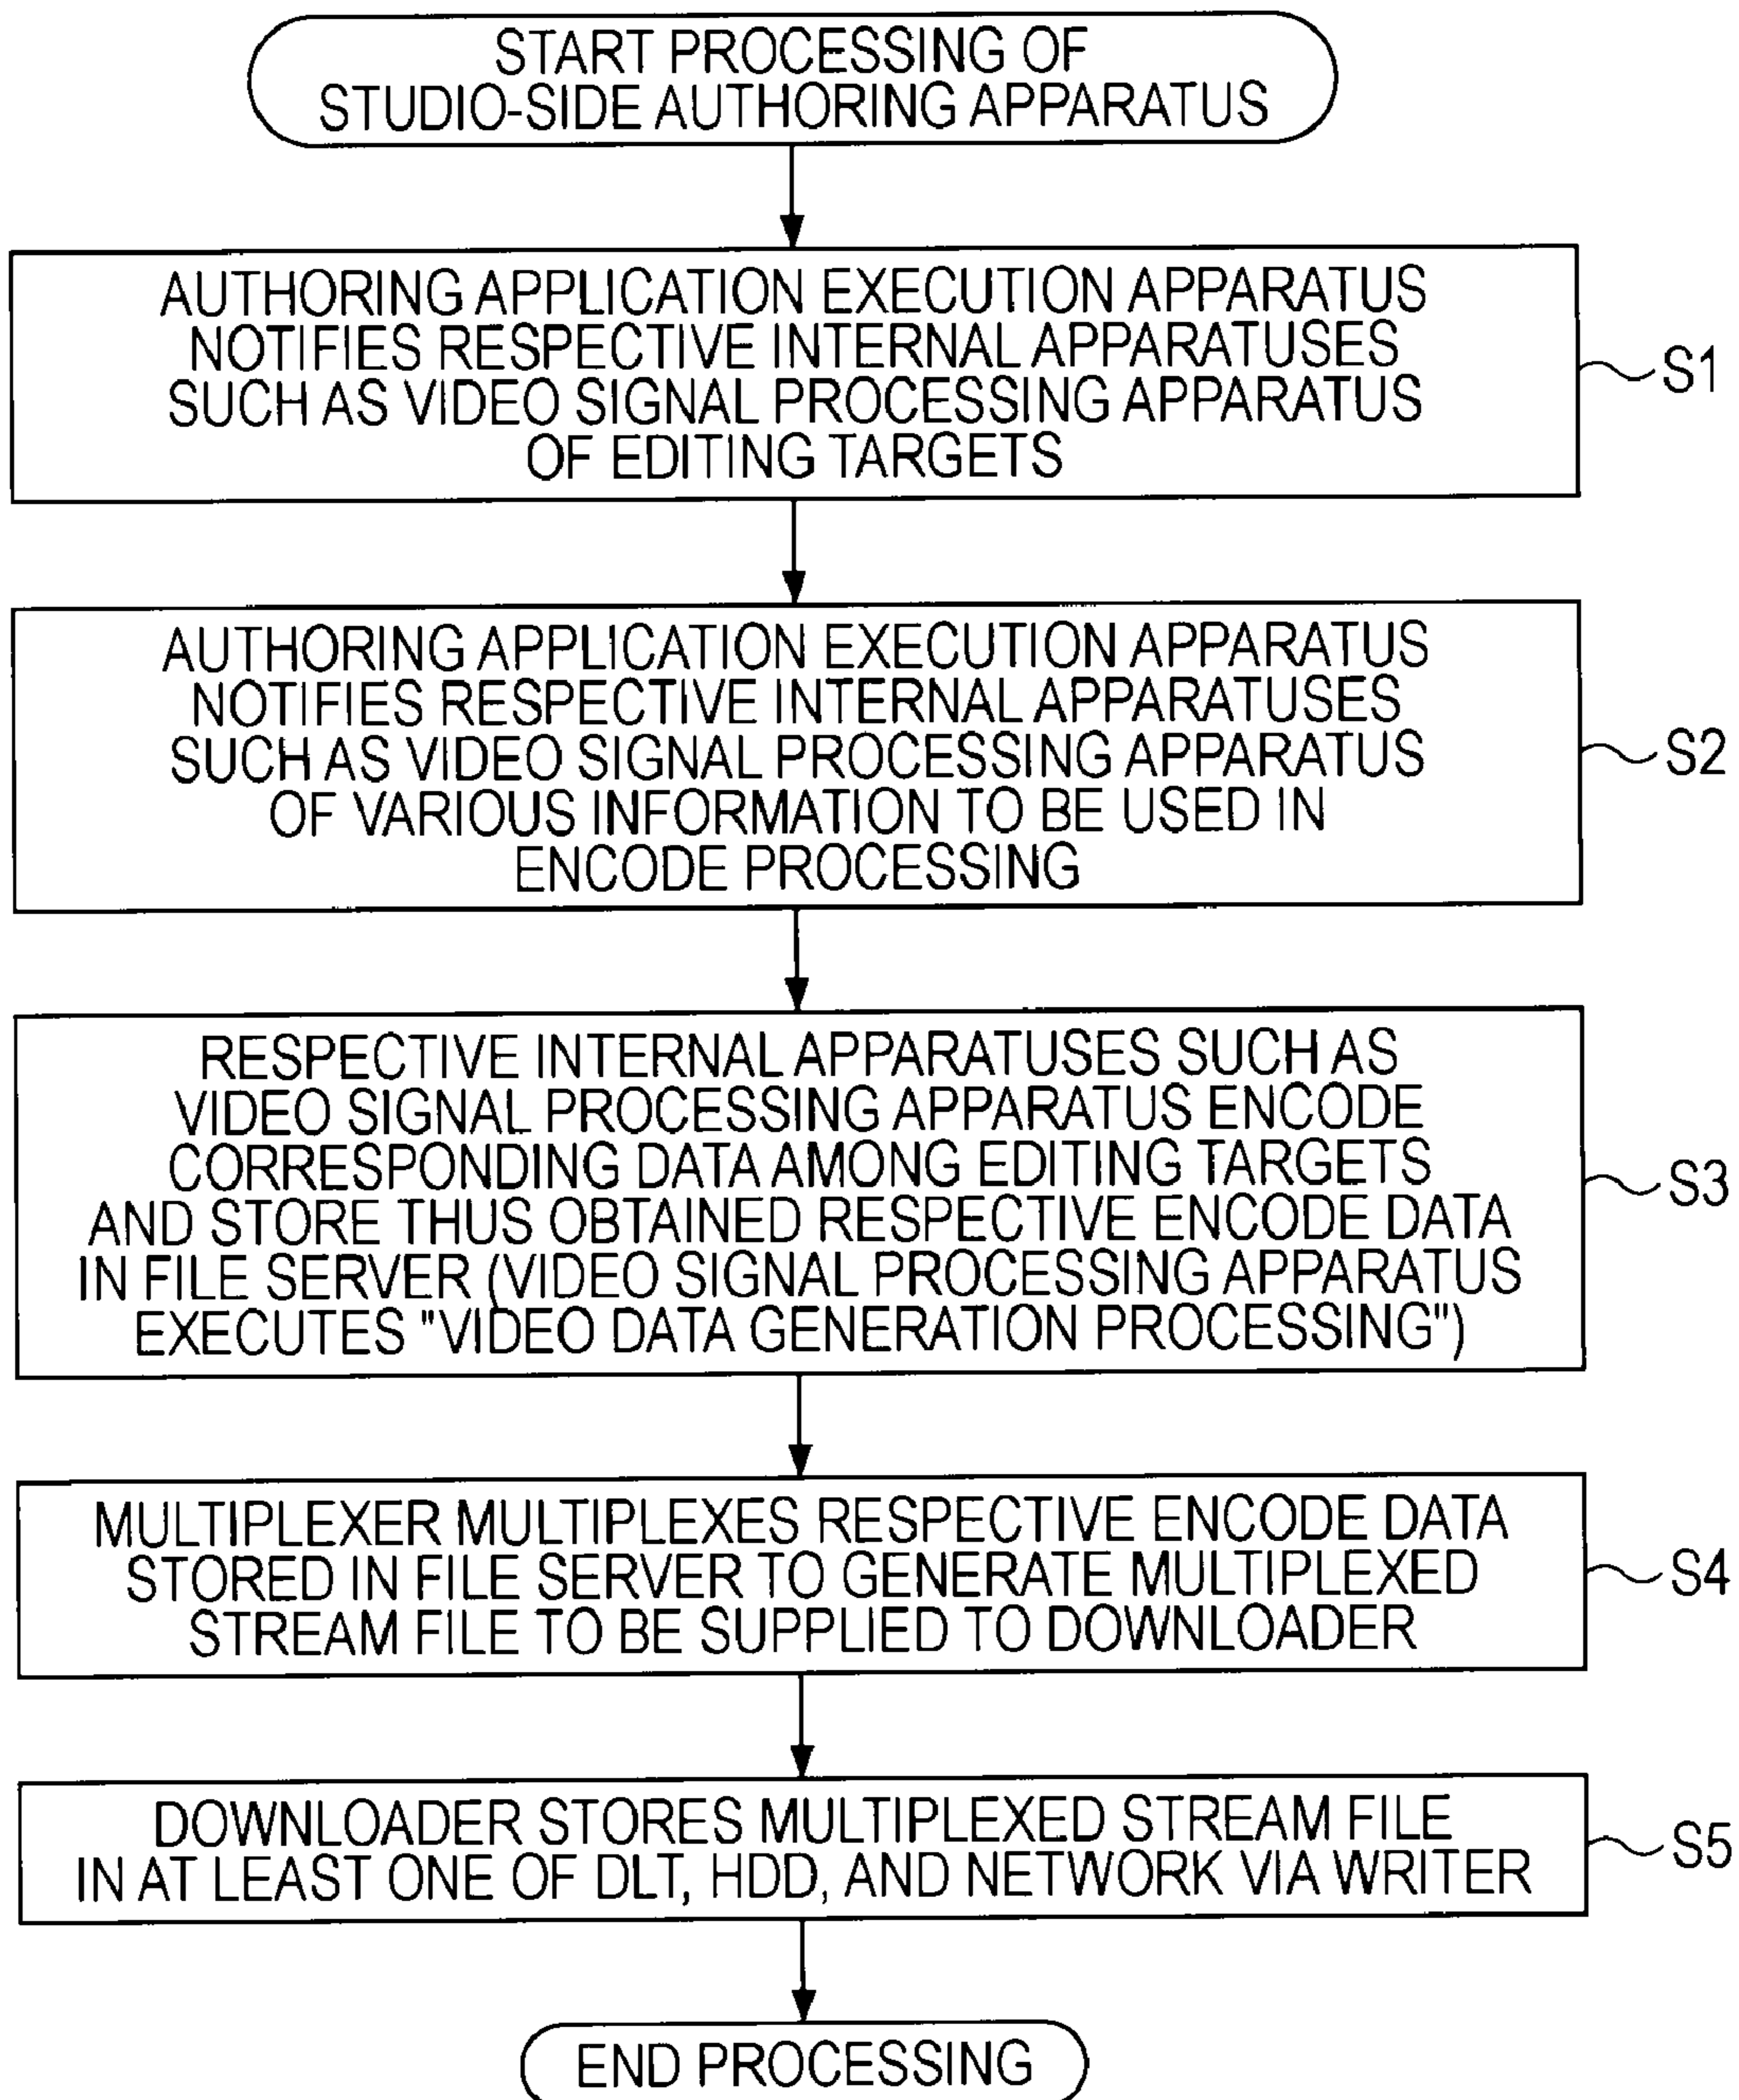 START PROCESSING OF
STUDIO-SIDE AUTHORING APPARATUS
AUTHORING APPLICATION EXECUTION APPARATUS
NOTIFIES RESPECTIVE INTERNAL APPARATUSES
SUCH AS VIDEO SIGNAL PROCESSING APPARATUS
OF EDITING TARGETS
S1
AUTHORING APPLICATION EXECUTION APPARATUS
NOTIFIES RESPECTIVE INTERNAL APPARATUSES
SUCH AS VIDEO SIGNAL PROCESSING APPARATUS
OF VARIOUS INFORMATION TO BE USED IN
ENCODE PROCESSING
S2
RESPECTIVE INTERNAL APPARATUSES SUCH AS
VIDEO SIGNAL PROCESSING APPARATUS ENCODE
CORRESPONDING DATA AMONG EDITING TARGETS
AND STORE THUS OBTAINED RESPECTIVE ENCODE DATA
IN FILE SERVER (VIDEO SIGNAL PROCESSING APPARATUS
EXECUTES "VIDEO DATA GENERATION PROCESSING")
S3
MULTIPLEXER MULTIPLEXES RESPECTIVE ENCODE DATA
STORED IN FILE SERVER TO GENERATE MULTIPLEXED
STREAM FILE TO BE SUPPLIED TO DOWNLOADER
S4
DOWNLOADER STORES MULTIPLEXED STREAM FILE
IN AT LEAST ONE OF DLT, HDD, AND NETWORK VIA WRITER
S5
END PROCESSING